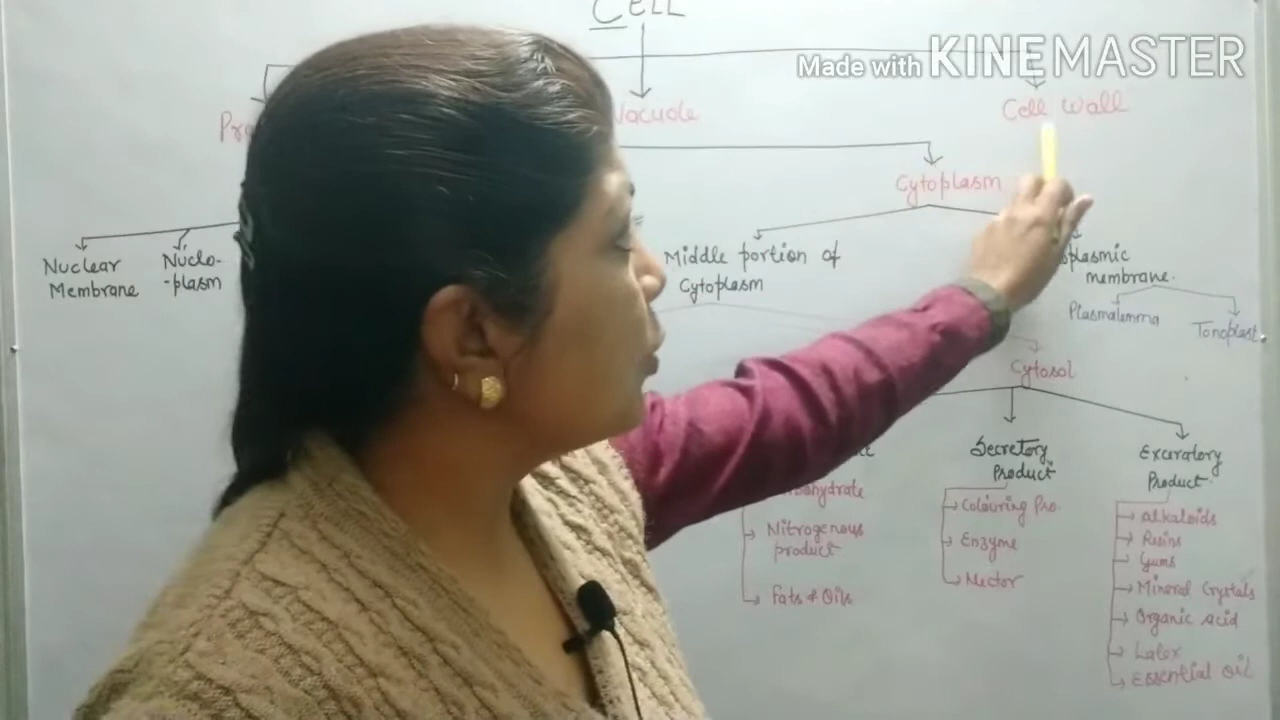 CELL
Made with KINEMASTER
Vacuole
Cell wall
Cytoplasm
Nuclear
Membrane
Nuclo-
-plasm
Middle portion of
Cytoplasm
membrane.
Plasmalemma
Tonoplast
Cytosol
Secretory
Product
Excratory
Product
Nitrogenous
product
Fats & Oils
Colouring Pro.
Enzyme
Nector
Alkaloids
Resins
Gums
Mineral Crystals
Organic acid
Latex
Essential Oil